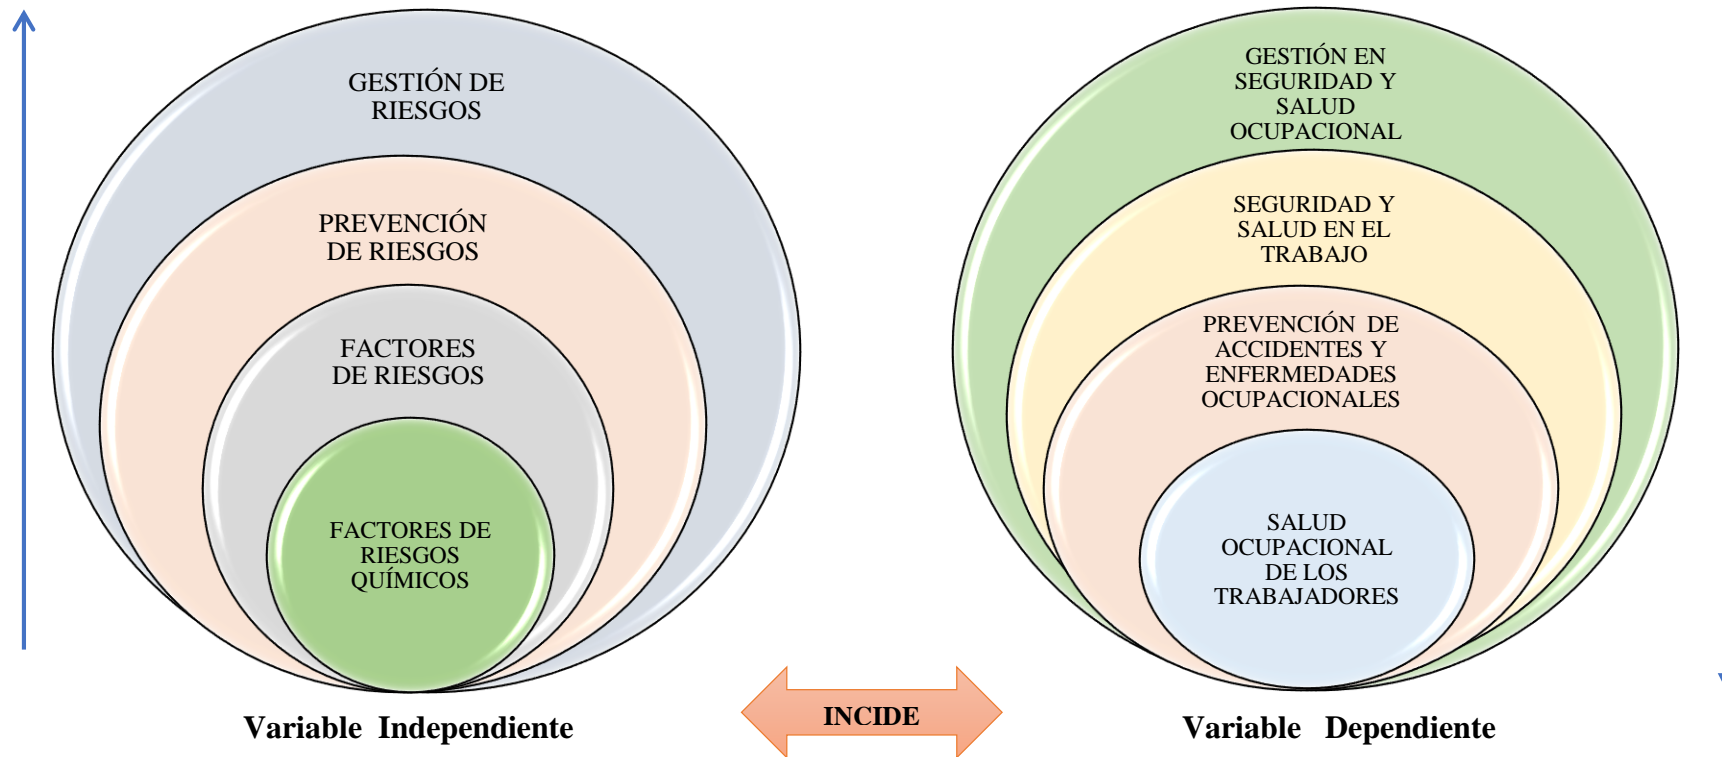 GESTIÓN DE
RIESGOS
PREVENCIÓN
DE RIESGOS
FACTORES
DE RIESGOS
FACTORES DE
RIESGOS
QUÍMICOS
Variable Independiente
INCIDE
GESTIÓN EN
SEGURIDAD Y
SALUD
OCUPACIONAL
SEGURIDAD Y
SALUD EN EL
TRABAJO
PREVENCIÓN DE
ACCIDENTES Y
ENFERMEDADES
OCUPACIONALES
SALUD
OCUPACIONAL
DE LOS
TRABAJADORES
Variable Dependiente